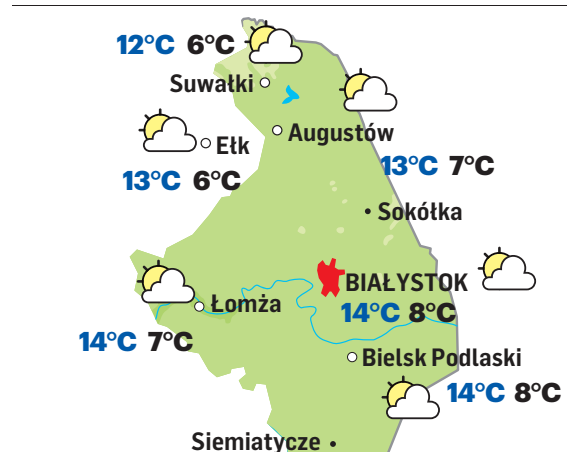 12°C 6°C
Suwałki
Augustów
Ełk
13°C 6°C
13°C 7°C
Sokółka
BIAŁYSTOK
14°C 8°C
Łomża
14°C 7°C
Bielsk Podlaski
14°C 8°C
Siemiatycze